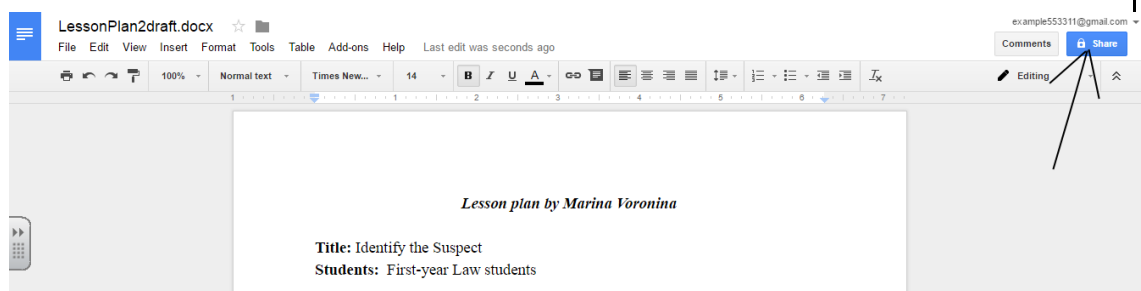 LessonPlan2draft.docx
example553311@gmail.com
File Edit View Insert Format Tools Table Add-ons Help Last edit was seconds ago
Comments Share
100% Normal text Times New... 14 B I U A Editing
1 1 2 3 4 5 6 7
Lesson plan by Marina Voronina
Title: Identify the Suspect
Students: First-year Law students